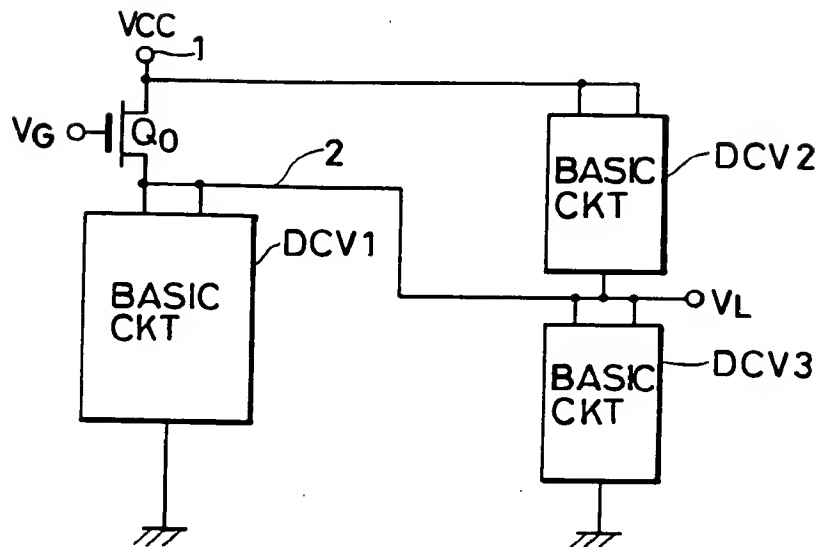 VCC
1
VG
Q0
2
BASIC
CKT
DCV2
DCV1
BASIC
CKT
VL
BASIC
CKT
DCV3